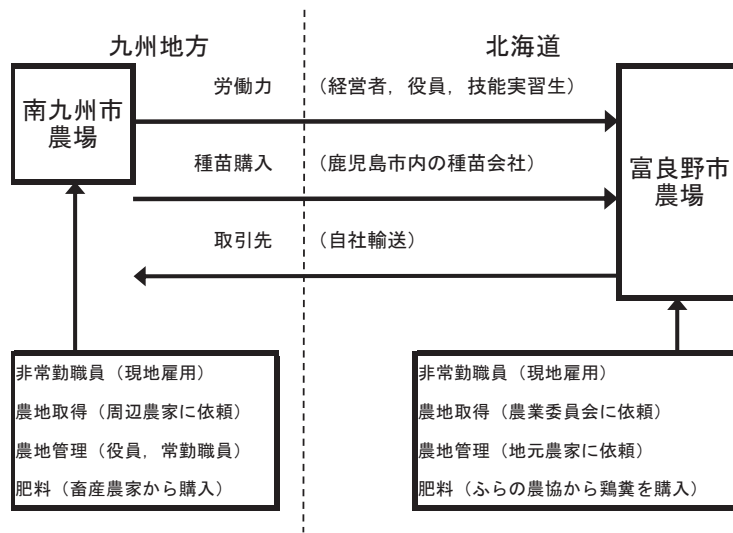 九州地方
北海道
南九州市
農場
労働力 (経営者，役員，技能実習生)
種苗購入 (鹿児島市内の種苗会社)
取引先 (自社輸送)
富良野市
農場
非常勤職員（現地雇用）
農地取得（周辺農家に依頼）
農地管理（役員，常勤職員）
肥料（畜産農家から購入）
非常勤職員（現地雇用）
農地取得（農業委員会に依頼）
農地管理（地元農家に依頼）
肥料（ふらの農協から鶏糞を購入）